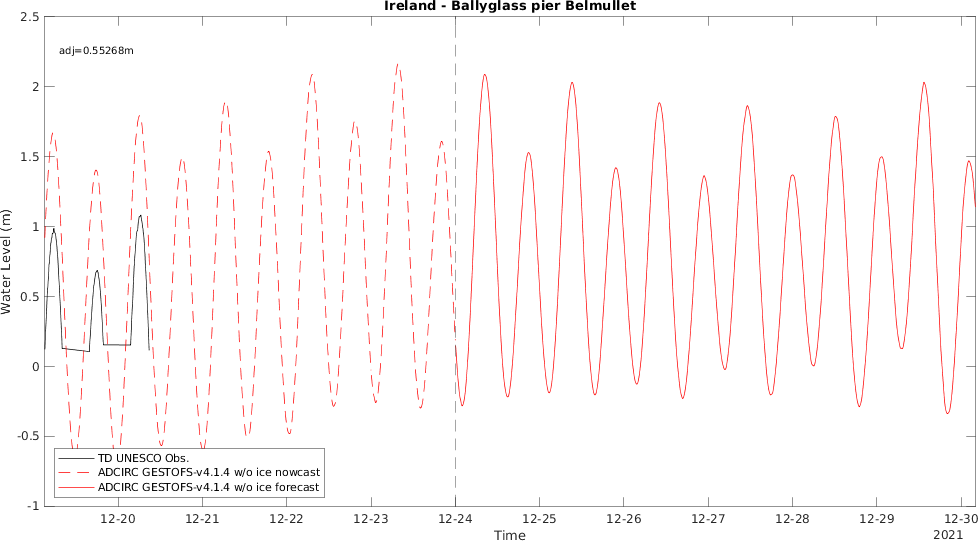 Ireland - Ballyglass pier Belmullet
adj=0.55268m
2.5
2
1.5
1
0.5
0
-0.5
-1
Water Level (m)
TD UNESCO Obs.
ADCIRC GESTOFS-v4.1.4 w/o ice nowcast
ADCIRC GESTOFS-v4.1.4 w/o ice forecast
12-20 12-21 12-22 12-23 12-24 12-25 12-26 12-27 12-28 12-29 12-30
Time
2021